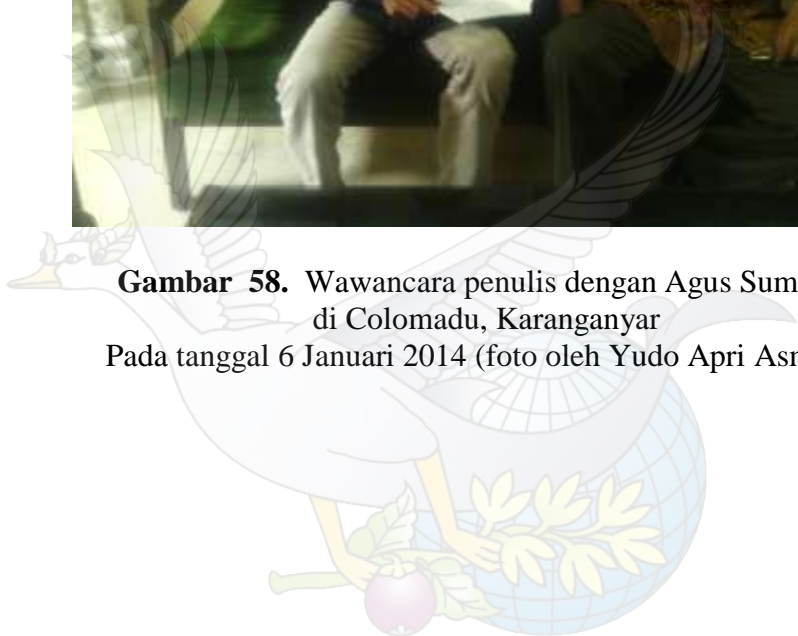 Gambar 58. Wawancara penulis dengan Agus Sum
di Colomadu, Karanganyar
Pada tanggal 6 Januari 2014 (foto oleh Yudo Apri Asn